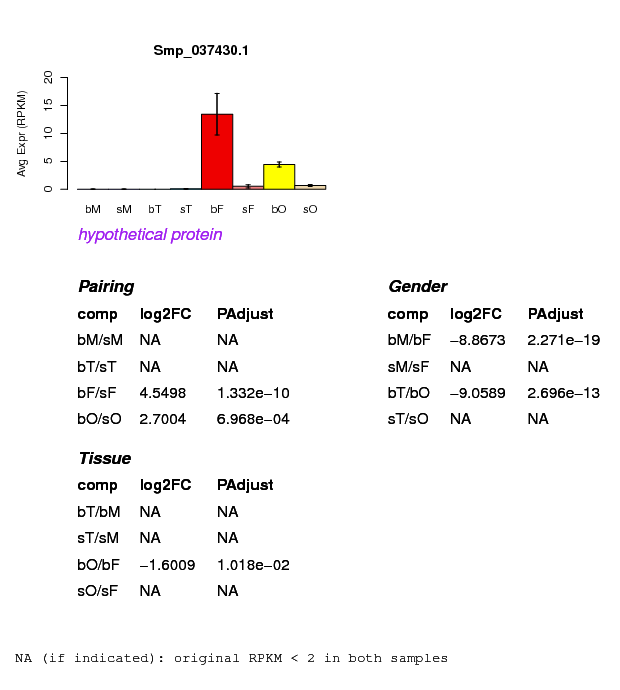 Smp_037430.1
Avg Expr (RPKM)
20
15
10
5
0
bM sM bT sT bF sF bO sO
hypothetical protein
Pairing
comp log2FC PAdjust
bM/sM NA NA
bT/sT NA NA
bF/sF 4.5498 1.332e−10
bO/sO 2.7004 6.968e−04
Gender
comp log2FC PAdjust
bM/bF −8.8673 2.271e−19
sM/sF NA NA
bT/bO −9.0589 2.696e−13
sT/sO NA NA
Tissue
comp log2FC PAdjust
bT/bM NA NA
sT/sM NA NA
bO/bF −1.6009 1.018e−02
sO/sF NA NA
NA (if indicated): original RPKM < 2 in both samples